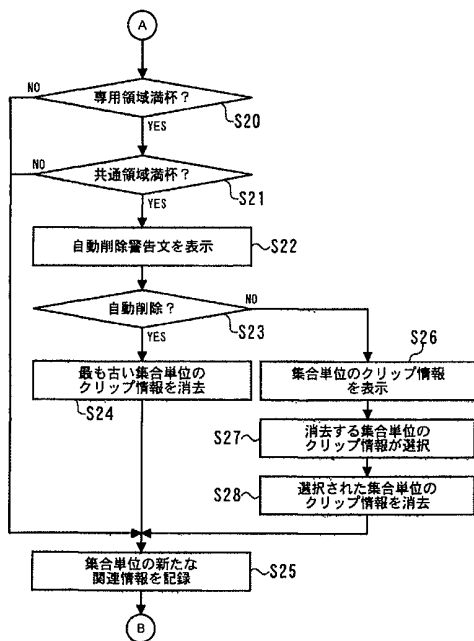 A
専用領域満杯？
NO
YES
S20
共通領域満杯？
NO
YES
S21
自動削除警告文を表示
S22
自動削除？
NO
YES
S23
最も古い集合単位の
クリップ情報を消去
S24
集合単位のクリップ情報
を表示
S26
消去する集合単位の
クリップ情報が選択
S27
選択された集合単位の
クリップ情報を消去
S28
集合単位の新たな
関連情報を記録
S25
B